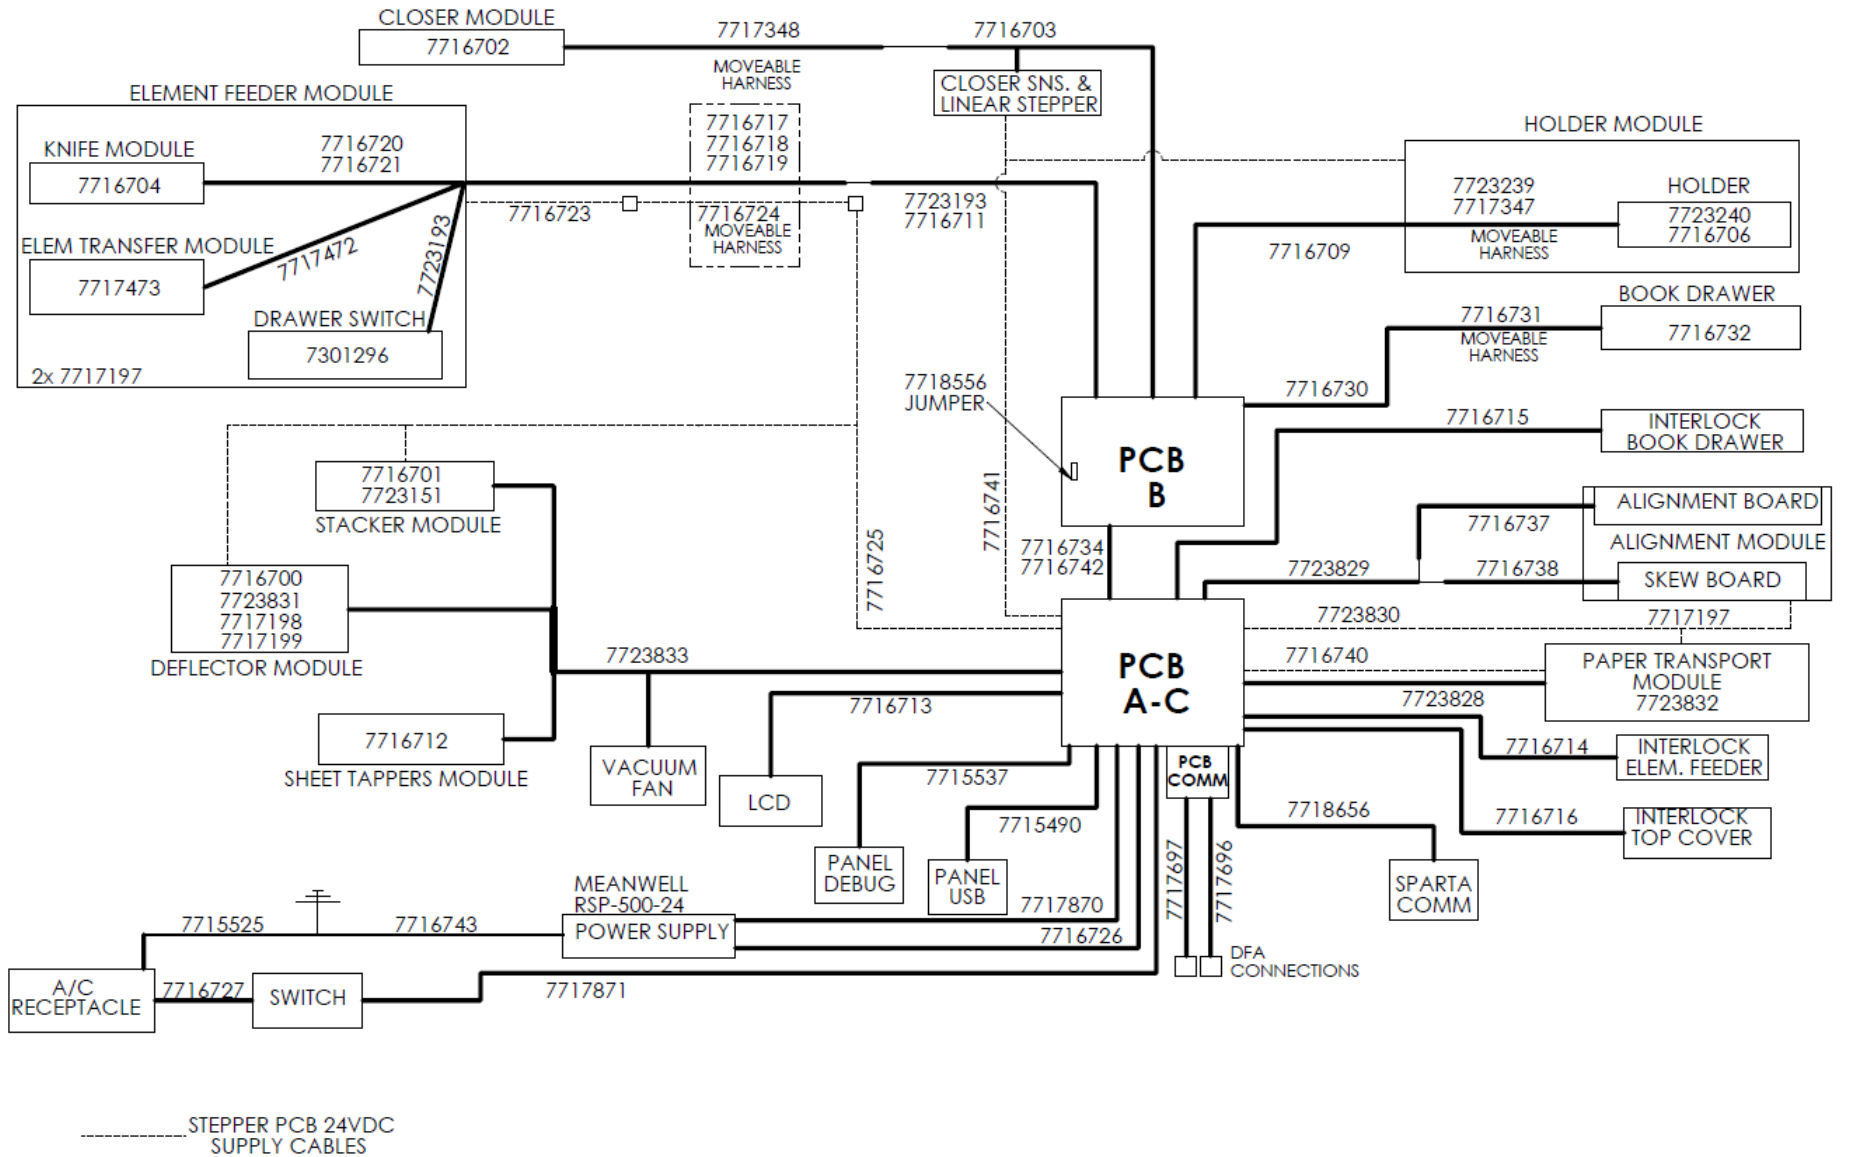 CLOSER MODULE
7716702
7717348
7716703
MOVEABLE
HARNESS
CLOSER SNS. &
LINEAR STEPPER
ELEMENT FEEDER MODULE
KNIFE MODULE
7716704
7716720
7716721
7716717
7716718
7716719
7716723
7716724
MOVEABLE
HARNESS
7723193
7716711
ELEM TRANSFER MODULE
7717473
7717472
7723193
DRAWER SWITCH
7301296
2x 7717197
HOLDER MODULE
7723239
7717347
HOLDER
7723240
7716706
MOVEABLE
HARNESS
7716709
BOOK DRAWER
7716731
7716732
MOVEABLE
HARNESS
7716730
7718556
JUMPER
7716715
INTERLOCK
BOOK DRAWER
PCB
B
7716701
7723151
STACKER MODULE
7716741
7716725
7716734
7716742
ALIGNMENT BOARD
7716737
ALIGNMENT MODULE
7723829
7716738
SKEW BOARD
7716700
7723831
7717198
7717199
DEFLECTOR MODULE
7723830
7717197
7723833
PCB
A-C
7716740
PAPER TRANSPORT
MODULE
7723832
7723828
7716713
7716712
SHEET TAPPERS MODULE
VACUUM
FAN
LCD
7715537
PCB
COMM
7716714
INTERLOCK
ELEM. FEEDER
7715490
7718656
7716716
INTERLOCK
TOP COVER
PANEL
DEBUG
PANEL
USB
7717697
7717696
SPARTA
COMM
MEANWELL
RSP-500-24
POWER SUPPLY
7717870
7716726
7715525
7716743
DFA
CONNECTIONS
A/C
RECEPTACLE
7716727
SWITCH
7717871
STEPPER PCB 24VDC
SUPPLY CABLES